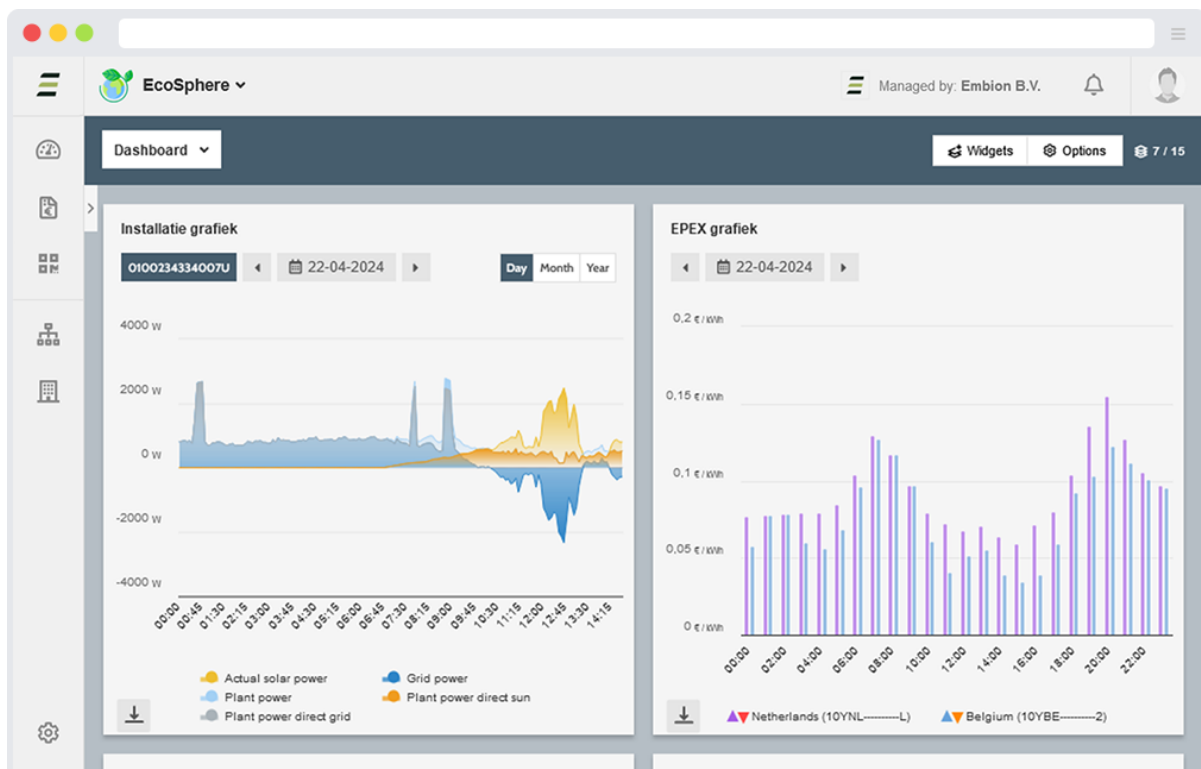 EcoSphere
Managed by: Embion B.V.
Dashboard
Widgets
Options
7 / 15
Installatie grafiek
0100234334007U
22-04-2024
Day
Month
Year
4000 W
2000 W
0 W
-2000 W
-4000 W
00:00
00:45
01:30
02:15
03:00
03:45
04:30
05:15
06:00
06:45
07:30
08:15
09:00
09:45
10:30
11:15
12:00
12:45
13:30
14:15
Actual solar power
Grid power
Plant power
Plant power direct sun
Plant power direct grid
EPEX grafiek
22-04-2024
0,2 €/kWh
0,15 €/kWh
0,1 €/kWh
0,05 €/kWh
0 €/kWh
00:00
02:00
04:00
06:00
08:00
10:00
12:00
14:00
16:00
18:00
20:00
22:00
Netherlands (10YNL----------L)
Belgium (10YBE----------2)